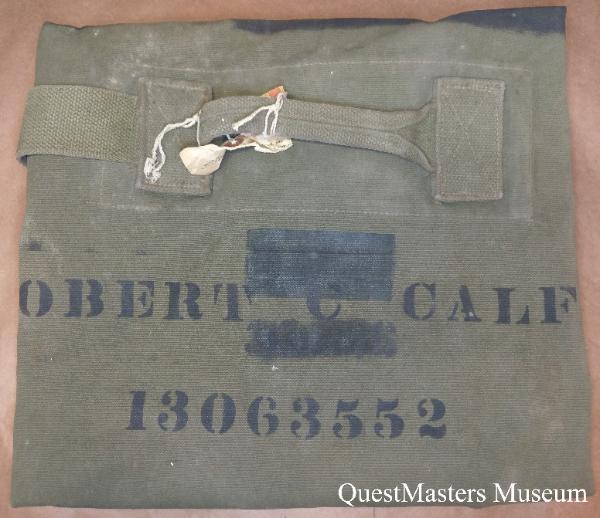 OBERT C CALF
13063552
QuestMasters Museum